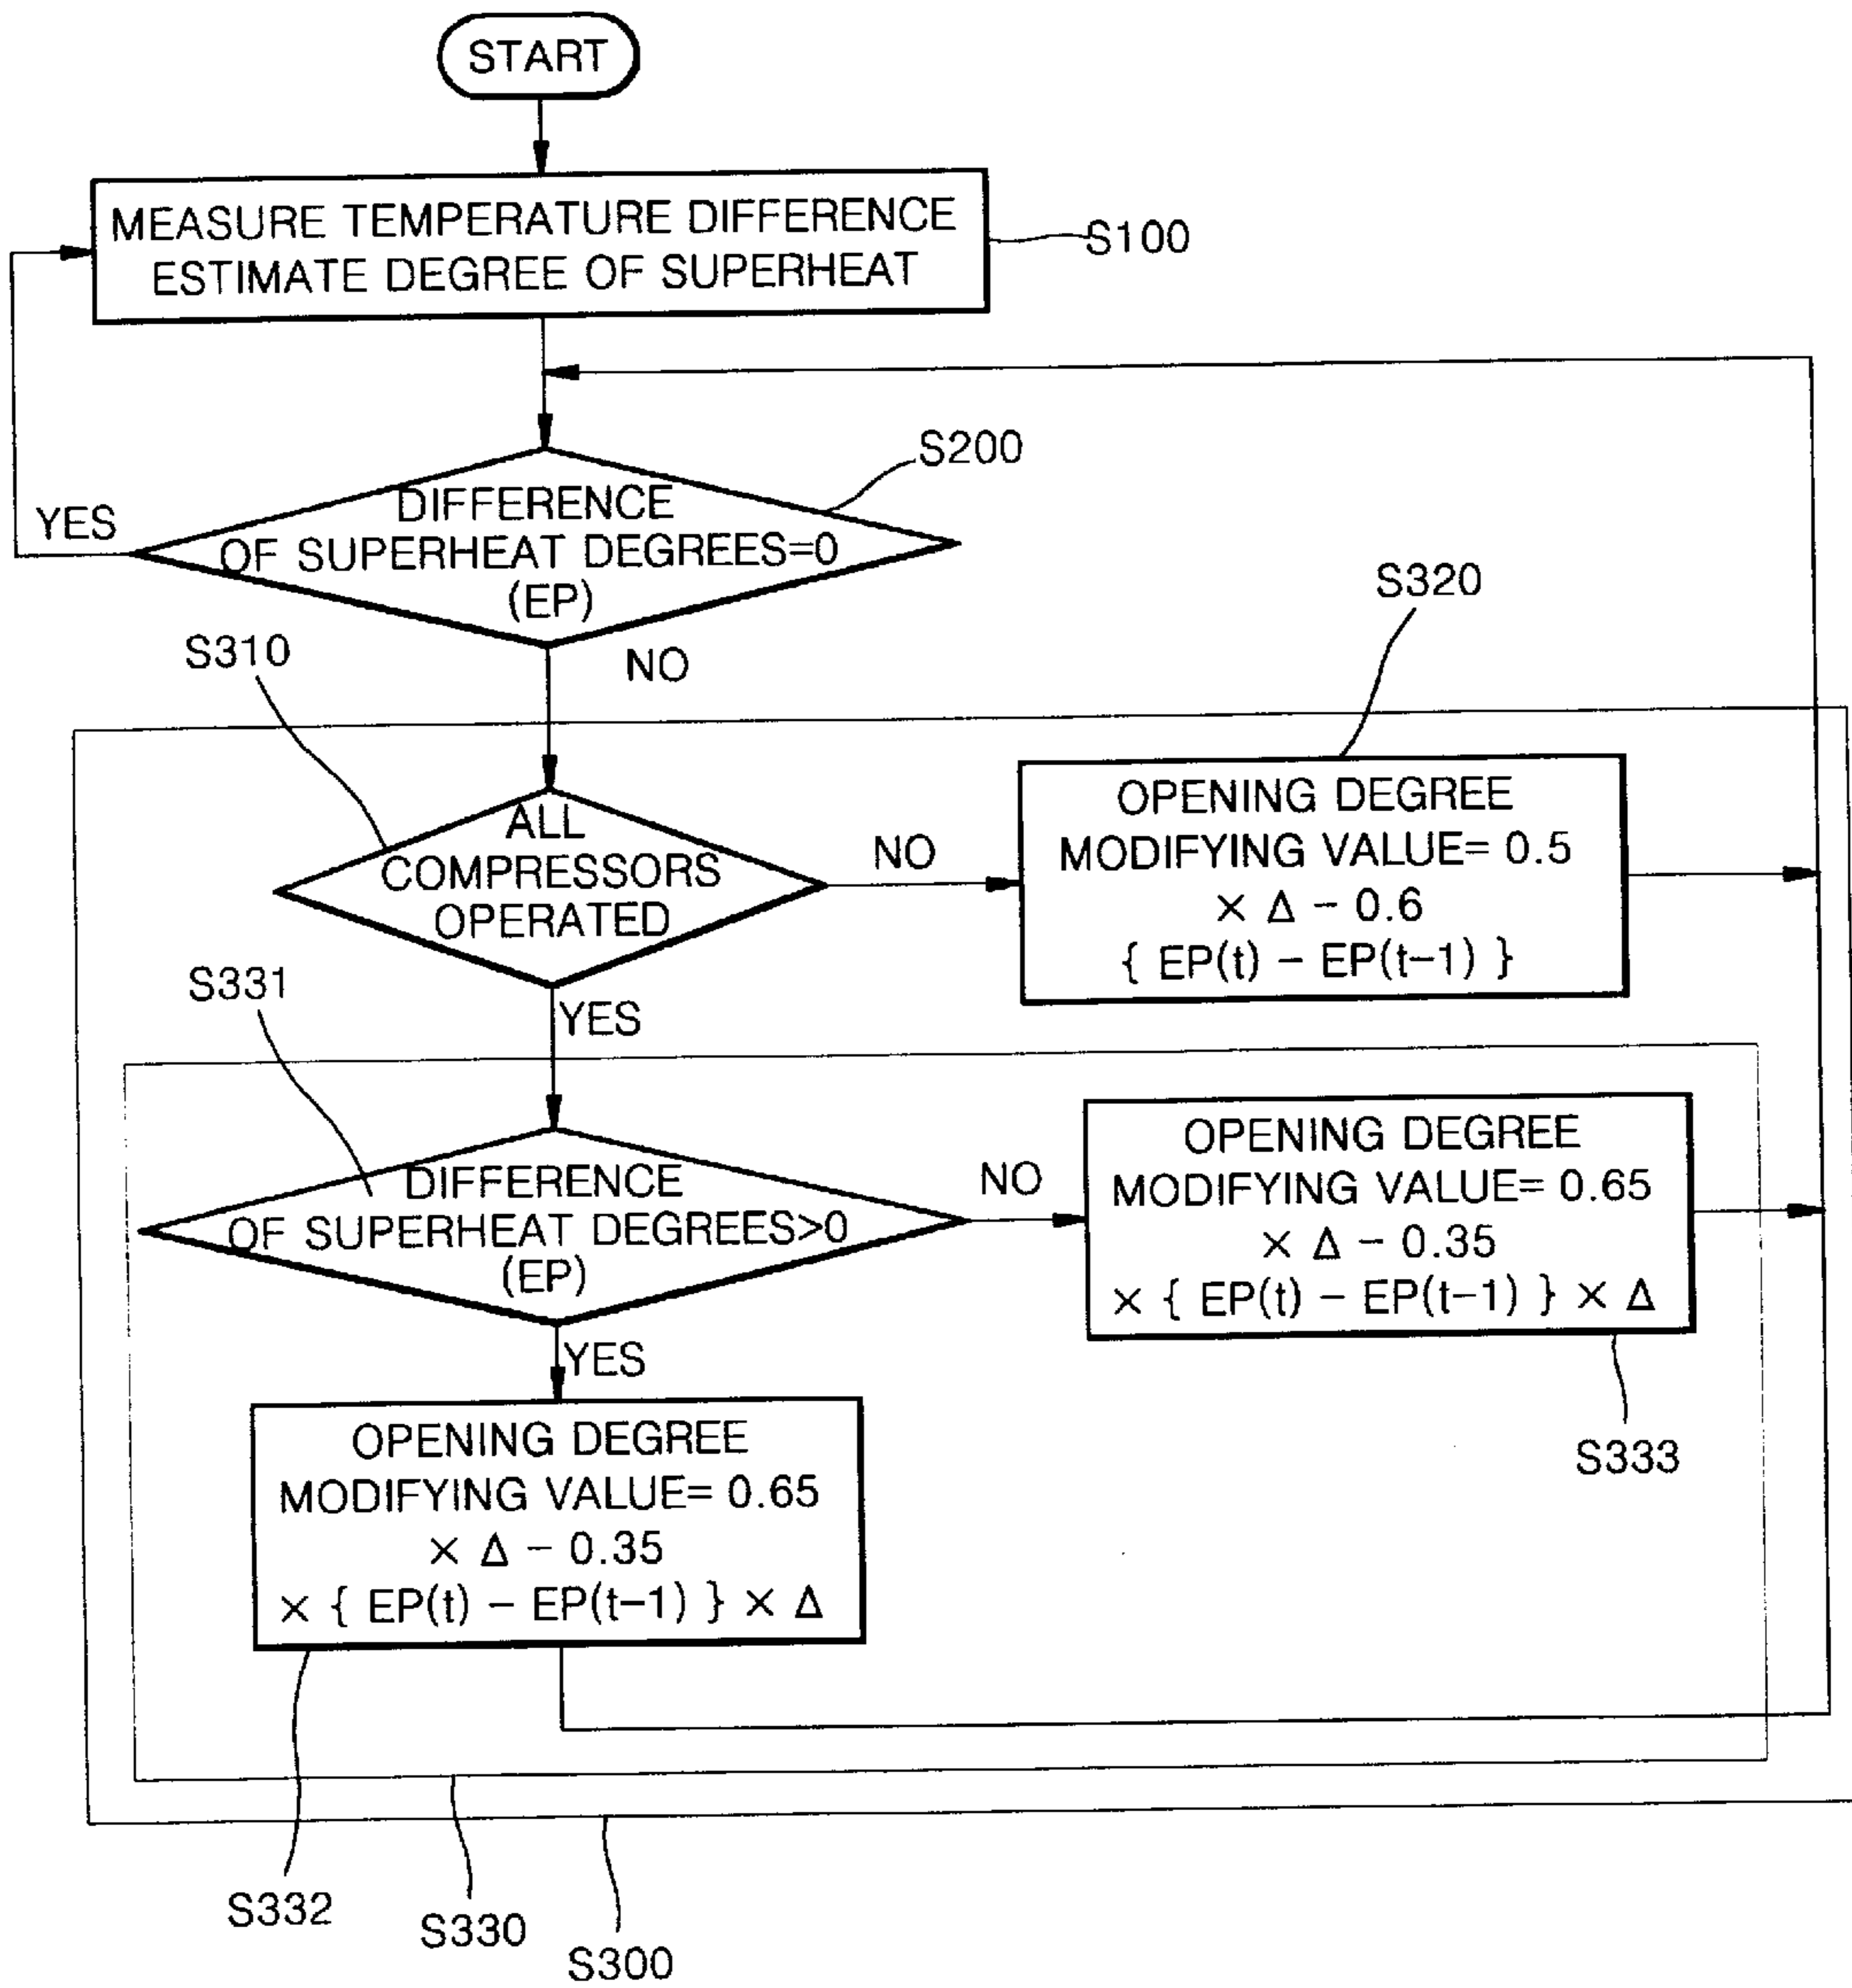 START
MEASURE TEMPERATURE DIFFERENCE
ESTIMATE DEGREE OF SUPERHEAT
S100
S200
DIFFERENCE
OF SUPERHEAT DEGREES=0
(EP)
YES
NO
S310
S320
ALL
COMPRESSORS
OPERATED
NO
OPENING DEGREE
MODIFYING VALUE= 0.5
× Δ − 0.6
{ EP(t) − EP(t−1) }
YES
S331
DIFFERENCE
OF SUPERHEAT DEGREES>0
(EP)
NO
OPENING DEGREE
MODIFYING VALUE= 0.65
× Δ − 0.35
× { EP(t) − EP(t−1) } × Δ
S333
YES
OPENING DEGREE
MODIFYING VALUE= 0.65
× Δ − 0.35
× { EP(t) − EP(t−1) } × Δ
S332
S330
S300